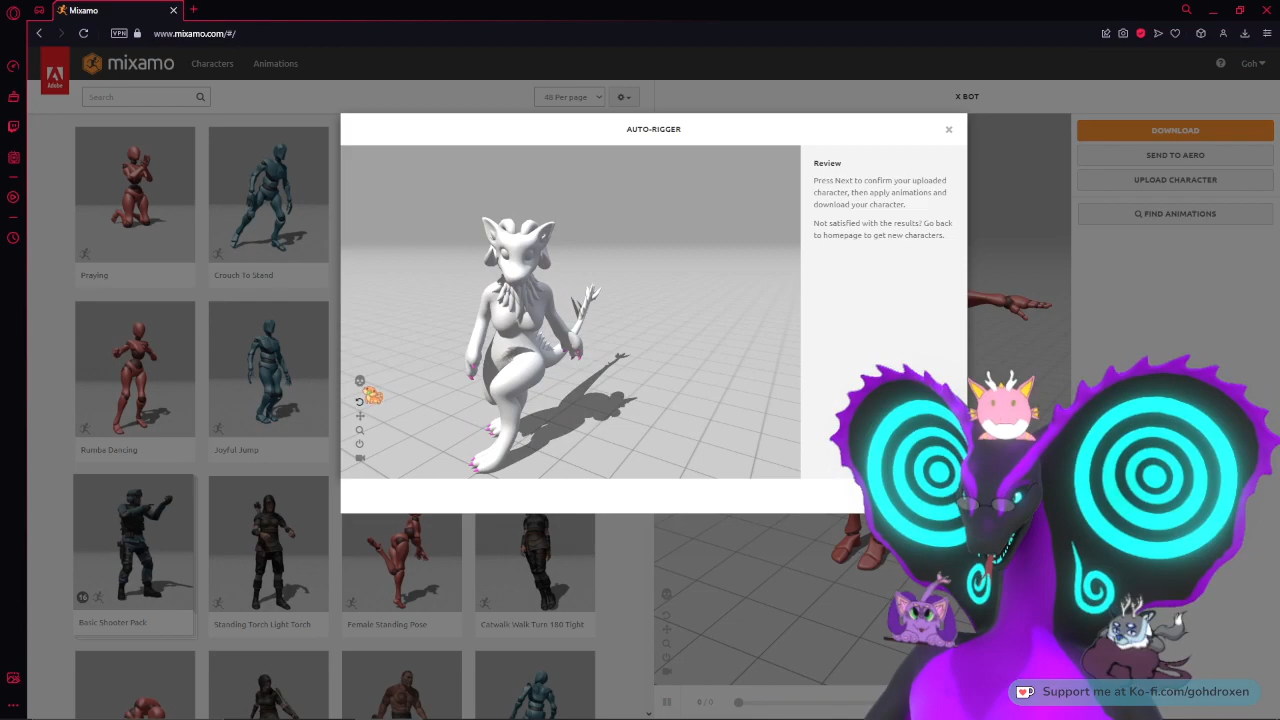 Mixamo
VPN
www.mixamo.com/#/
Adobe
mixamo
Characters
Animations
Goh
Search
48 Per page
X BOT
AUTO-RIGGER
DOWNLOAD
SEND TO AERO
UPLOAD CHARACTER
FIND ANIMATIONS
Review
Press Next to confirm your uploaded
character, then apply animations and
download your character.
Not satisfied with the results? Go back
to homepage to get new characters.
Praying
Crouch To Stand
Rumba Dancing
Joyful Jump
16
Basic Shooter Pack
Standing Torch Light Torch
Female Standing Pose
Catwalk Walk Turn 180 Tight
0 / 0
Support me at Ko-fi.com/gohdroxen